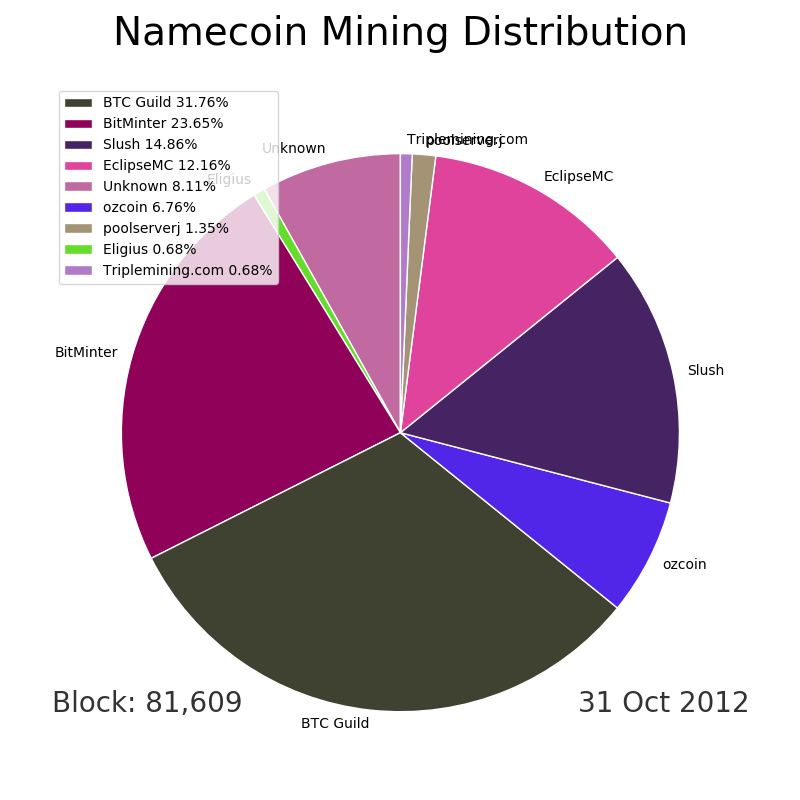 Namecoin Mining Distribution
BTC Guild 31.76%
BitMinter 23.65%
Slush 14.86%
EclipseMC 12.16%
Unknown 8.11%
ozcoin 6.76%
poolserverj 1.35%
Eligius 0.68%
Triplemining.com 0.68%
Triplemining.com
poolserverj
Unknown
EclipseMC
Eligius
BitMinter
Slush
ozcoin
BTC Guild
Block: 81,609
31 Oct 2012